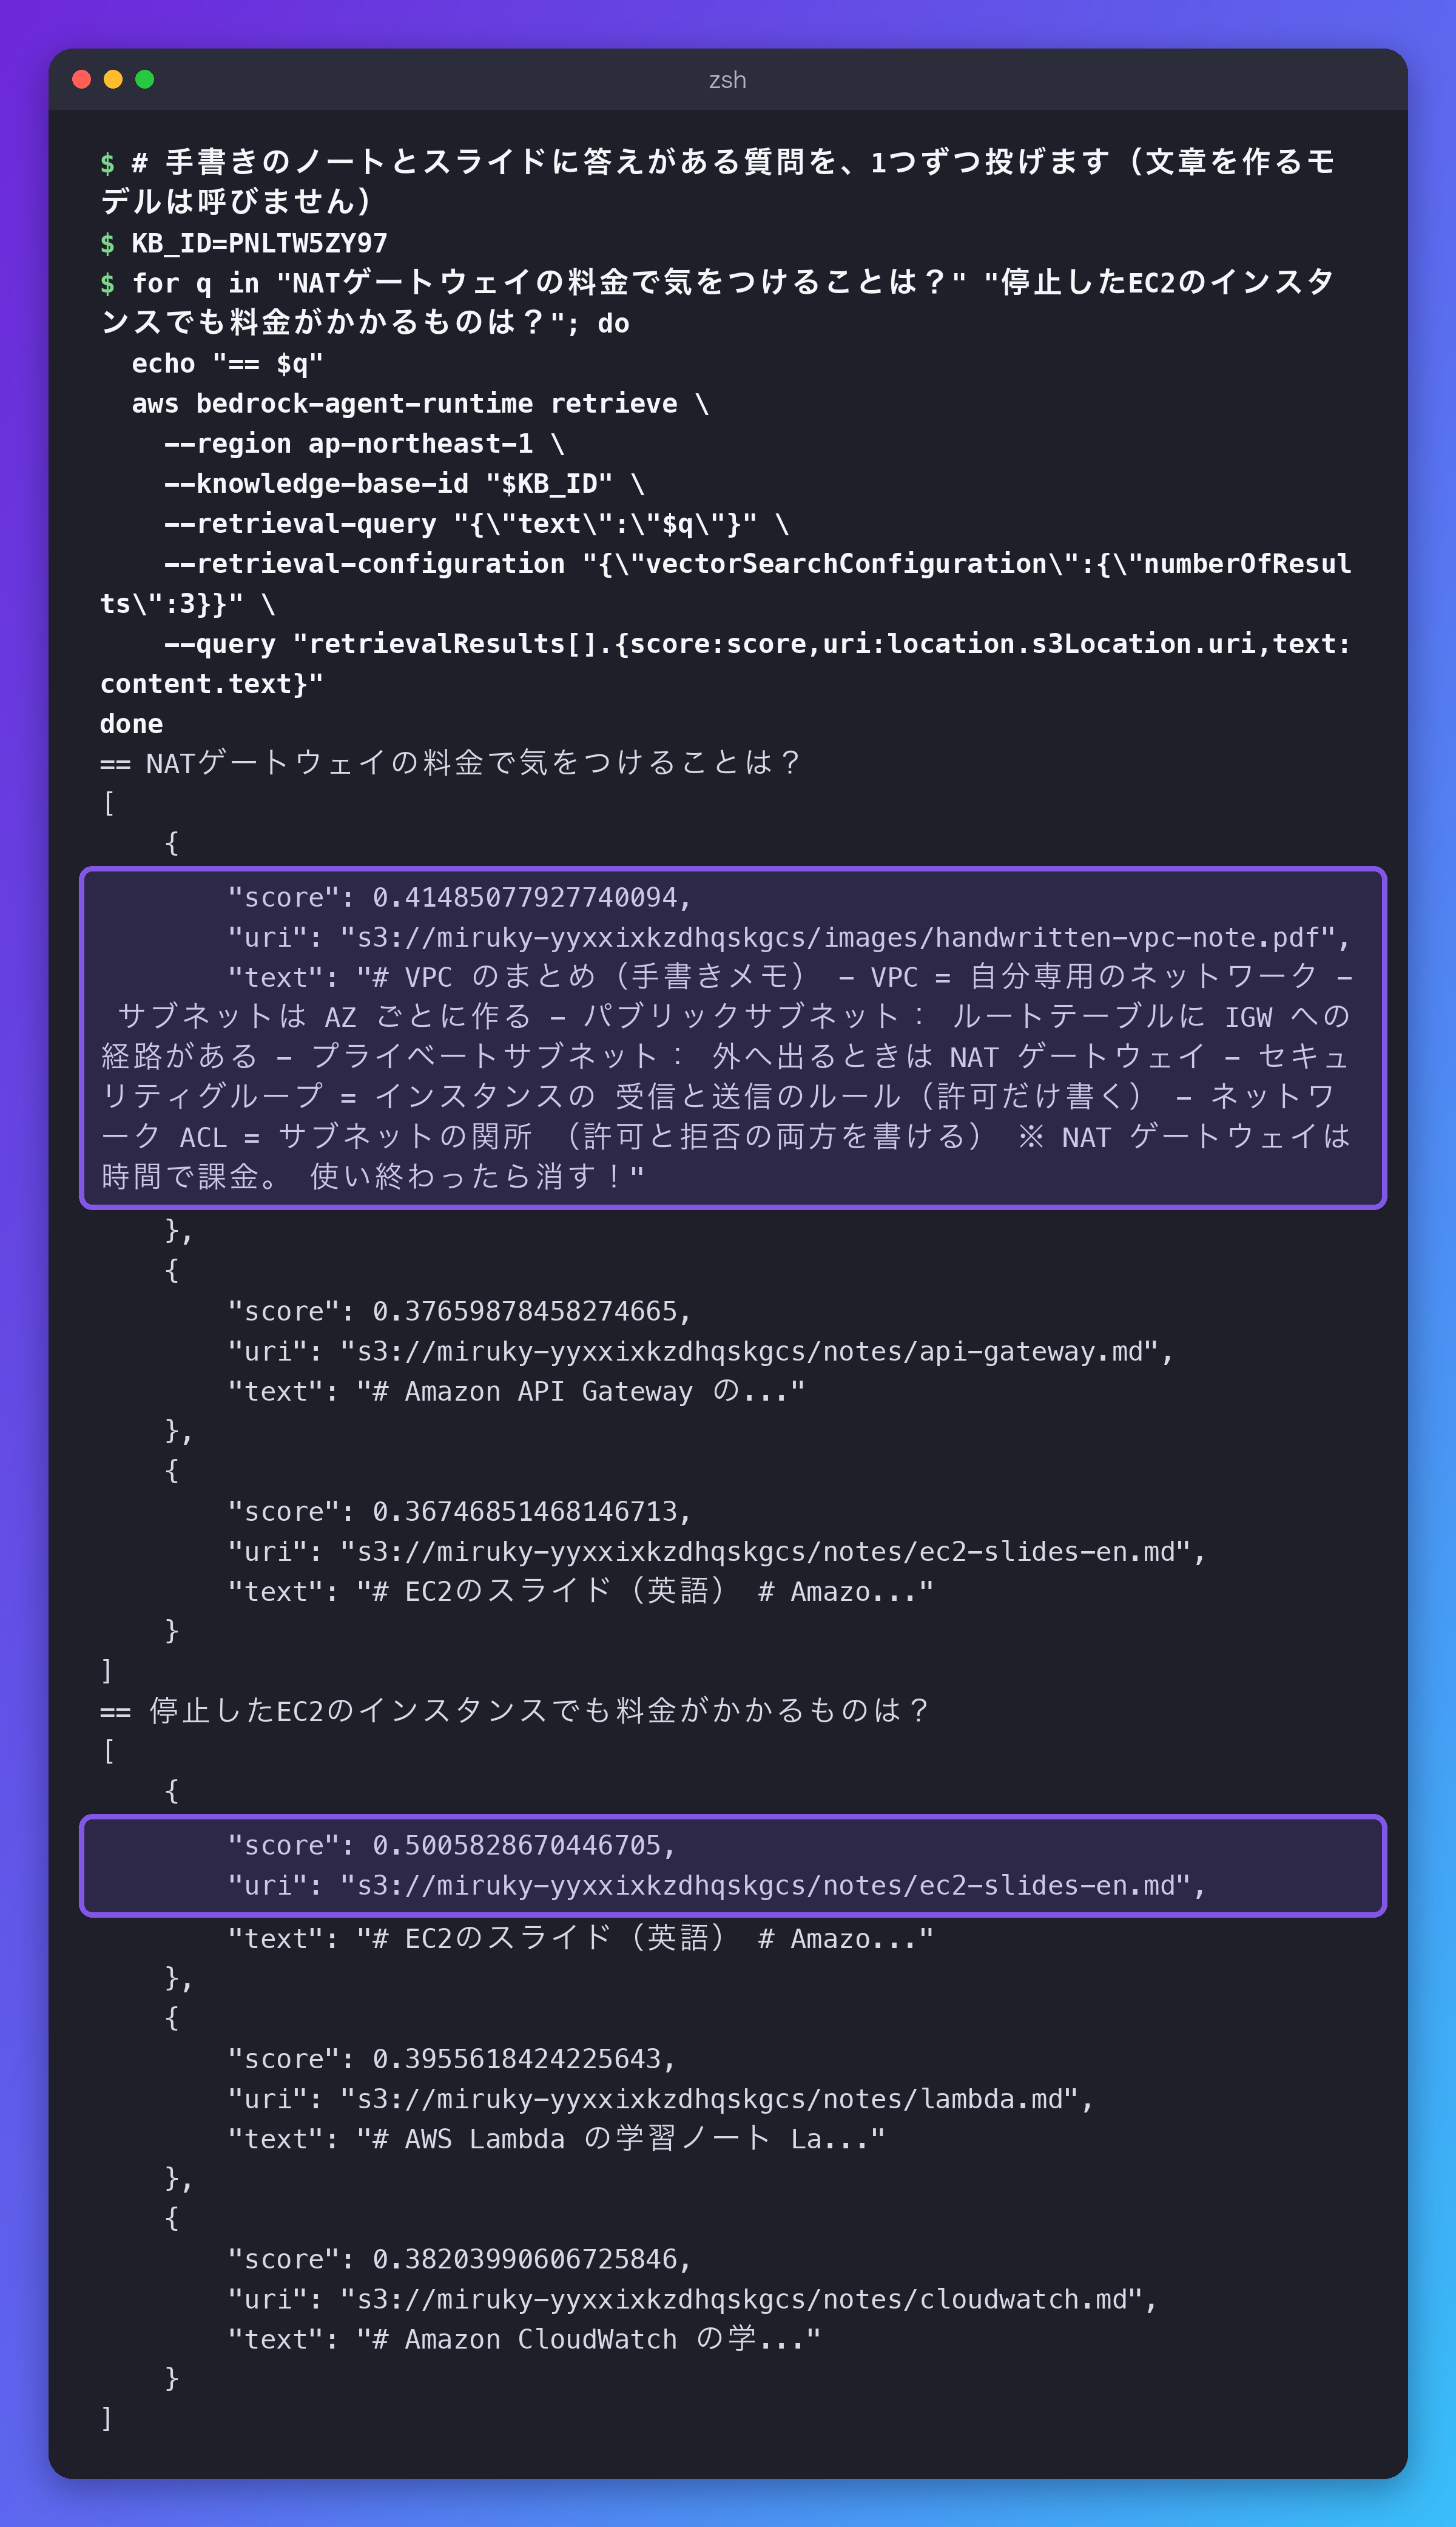 zsh
$ # 手書きのノートとスライドに答えがある質問を、1つずつ投げます（文章を作るモ
デルは呼びません）
$ KB_ID=PNLTW5ZY97
$ for q in "NATゲートウェイの料金で気をつけることは？" "停止したEC2のインスタ
ンスでも料金がかかるものは？"; do
  echo "== $q"
  aws bedrock-agent-runtime retrieve \
    --region ap-northeast-1 \
    --knowledge-base-id "$KB_ID" \
    --retrieval-query "{\"text\":\"$q\"}" \
    --retrieval-configuration "{\"vectorSearchConfiguration\":{\"numberOfResul
ts\":3}}" \
    --query "retrievalResults[].{score:score,uri:location.s3Location.uri,text:
content.text}"
done
== NATゲートウェイの料金で気をつけることは？
[
    {
        "score": 0.41485077927740094,
        "uri": "s3://miruky-yyxxixkzdhqskgcs/images/handwritten-vpc-note.pdf",
        "text": "# VPC のまとめ（手書きメモ） - VPC = 自分専用のネットワーク -
 サブネットは AZ ごとに作る - パブリックサブネット： ルートテーブルに IGW への
経路がある - プライベートサブネット： 外へ出るときは NAT ゲートウェイ - セキュ
リティグループ = インスタンスの 受信と送信のルール（許可だけ書く） - ネットワ
ーク ACL = サブネットの関所 （許可と拒否の両方を書ける） ※ NAT ゲートウェイは
時間で課金。 使い終わったら消す！"
    },
    {
        "score": 0.37659878458274665,
        "uri": "s3://miruky-yyxxixkzdhqskgcs/notes/api-gateway.md",
        "text": "# Amazon API Gateway の..."
    },
    {
        "score": 0.36746851468146713,
        "uri": "s3://miruky-yyxxixkzdhqskgcs/notes/ec2-slides-en.md",
        "text": "# EC2のスライド（英語） # Amazo..."
    }
]
== 停止したEC2のインスタンスでも料金がかかるものは？
[
    {
        "score": 0.5005828670446705,
        "uri": "s3://miruky-yyxxixkzdhqskgcs/notes/ec2-slides-en.md",
        "text": "# EC2のスライド（英語） # Amazo..."
    },
    {
        "score": 0.3955618424225643,
        "uri": "s3://miruky-yyxxixkzdhqskgcs/notes/lambda.md",
        "text": "# AWS Lambda の学習ノート La..."
    },
    {
        "score": 0.38203990606725846,
        "uri": "s3://miruky-yyxxixkzdhqskgcs/notes/cloudwatch.md",
        "text": "# Amazon CloudWatch の学..."
    }
]